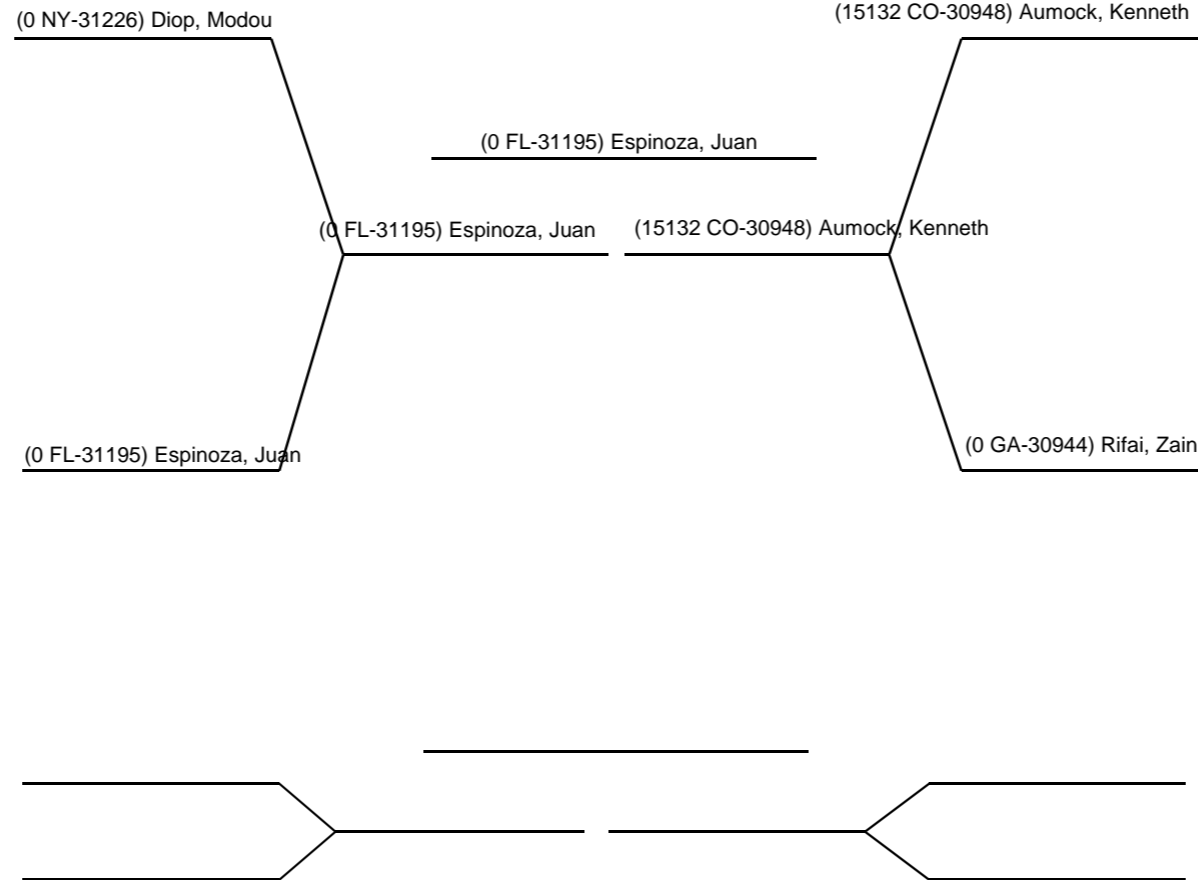 (0 NY-31226) Diop, Modou
(15132 CO-30948) Aumock, Kenneth
(0 FL-31195) Espinoza, Juan
(0 FL-31195) Espinoza, Juan
(15132 CO-30948) Aumock, Kenneth
(0 FL-31195) Espinoza, Juan
(0 GA-30944) Rifai, Zain